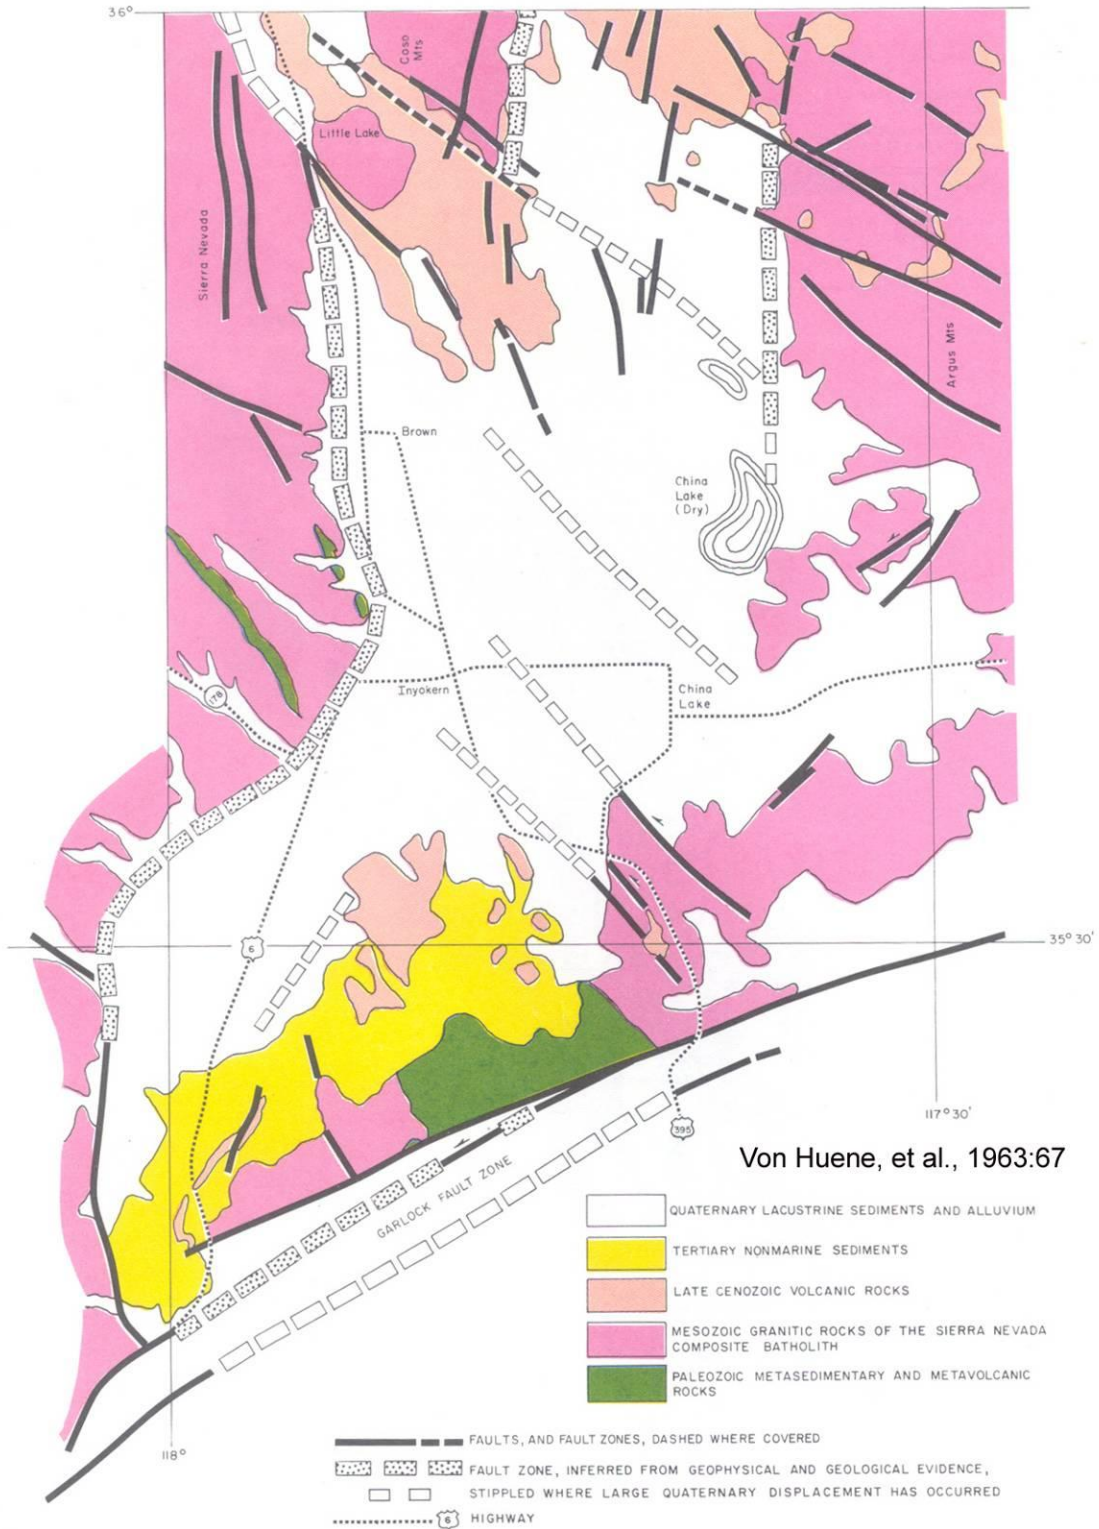 36°
Coso
Mts
Little Lake
Sierra Nevada
Argus Mts
Brown
China
Lake
(Dry)
178
Inyokern
China
Lake
6
35° 30'
117° 30'
395
Von Huene, et al., 1963:67
GARLOCK FAULT ZONE
QUATERNARY LACUSTRINE SEDIMENTS AND ALLUVIUM
TERTIARY NONMARINE SEDIMENTS
LATE CENOZOIC VOLCANIC ROCKS
MESOZOIC GRANITIC ROCKS OF THE SIERRA NEVADA
COMPOSITE BATHOLITH
PALEOZOIC METASEDIMENTARY AND METAVOLCANIC
ROCKS
118°
FAULTS, AND FAULT ZONES, DASHED WHERE COVERED
FAULT ZONE, INFERRED FROM GEOPHYSICAL AND GEOLOGICAL EVIDENCE,
STIPPLED WHERE LARGE QUATERNARY DISPLACEMENT HAS OCCURRED
6 HIGHWAY